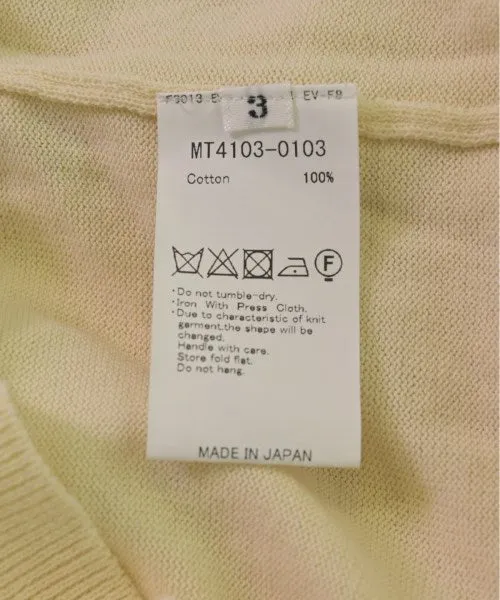 3
MT4103-0103
Cotton 100%
F
・Do not tumble-dry.
・Iron With Press Cloth.
・Due to characteristic of knit
garment,the shape will be
changed.
Handle with care.
Store fold flat.
Do not hang.
MADE IN JAPAN